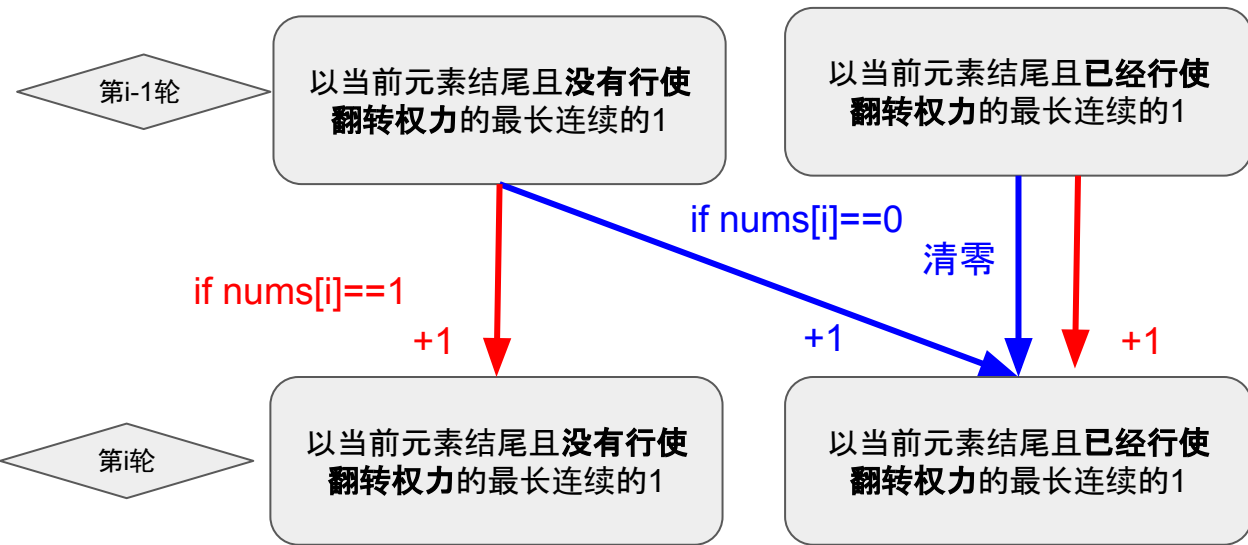 第i-1轮
以当前元素结尾且没有行使
翻转权力的最长连续的1
以当前元素结尾且已经行使
翻转权力的最长连续的1
if nums[i]==0
清零
if nums[i]==1
+1
+1
+1
第i轮
以当前元素结尾且没有行使
翻转权力的最长连续的1
以当前元素结尾且已经行使
翻转权力的最长连续的1